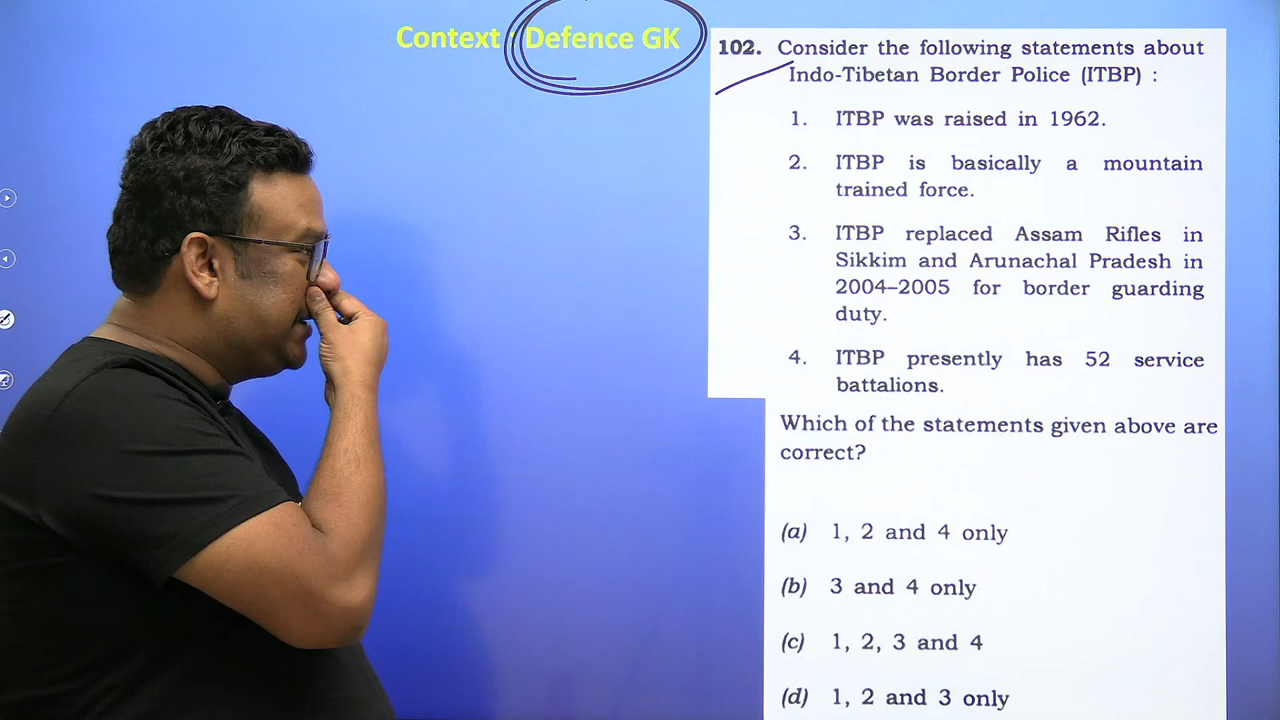 Context : Defence GK
102. Consider the following statements about
Indo-Tibetan Border Police (ITBP) :
1. ITBP was raised in 1962.
2. ITBP is basically a mountain
trained force.
3. ITBP replaced Assam Rifles in
Sikkim and Arunachal Pradesh in
2004–2005 for border guarding
duty.
4. ITBP presently has 52 service
battalions.
Which of the statements given above are
correct?
(a) 1, 2 and 4 only
(b) 3 and 4 only
(c) 1, 2, 3 and 4
(d) 1, 2 and 3 only